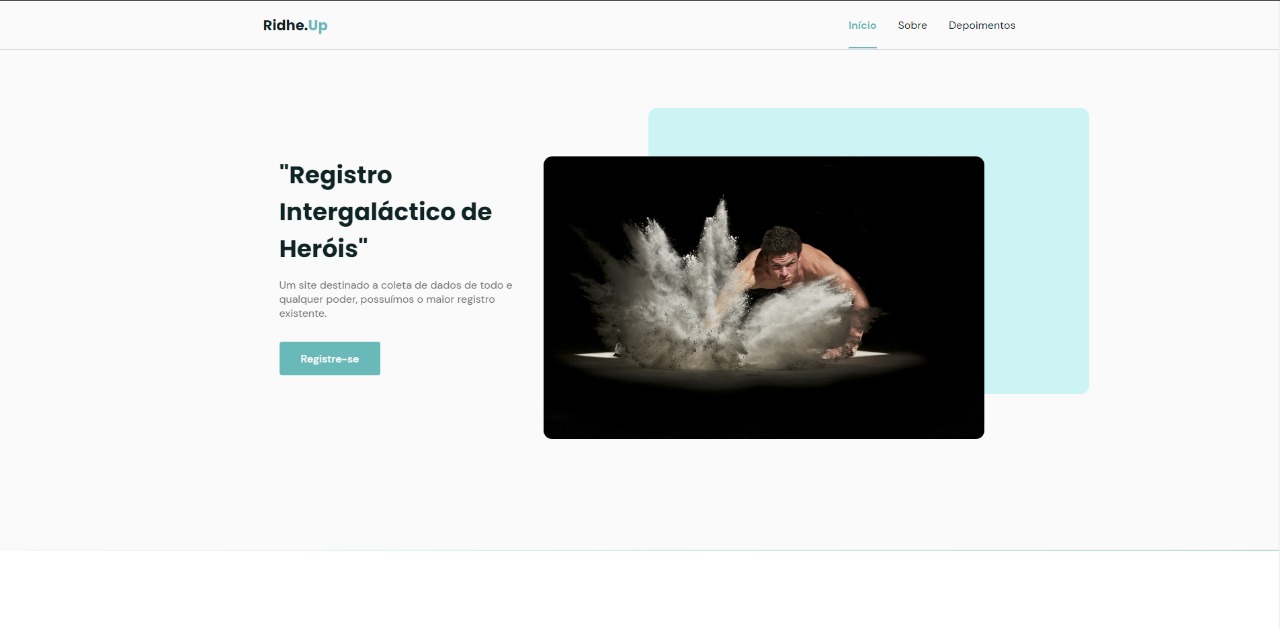 Ridhe.Up
Início
Sobre
Depoimentos
"Registro
Intergaláctico de
Heróis"
Um site destinado a coleta de dados de todo e
qualquer poder, possuímos o maior registro
existente.
Registre-se